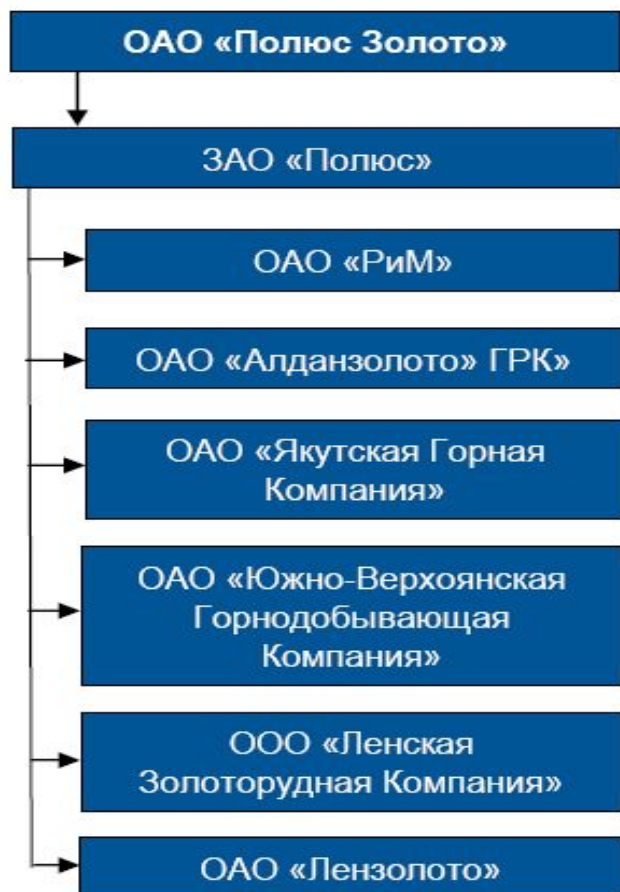 ОАО «Полюс Золото»
ЗАО «Полюс»
ОАО «РиМ»
ОАО «Алданзолото» ГРК»
ОАО «Якутская Горная
Компания»
ОАО «Южно-Верхоянская
Горнодобывающая
Компания»
ООО «Ленская
Золоторудная Компания»
ОАО «Лензолото»